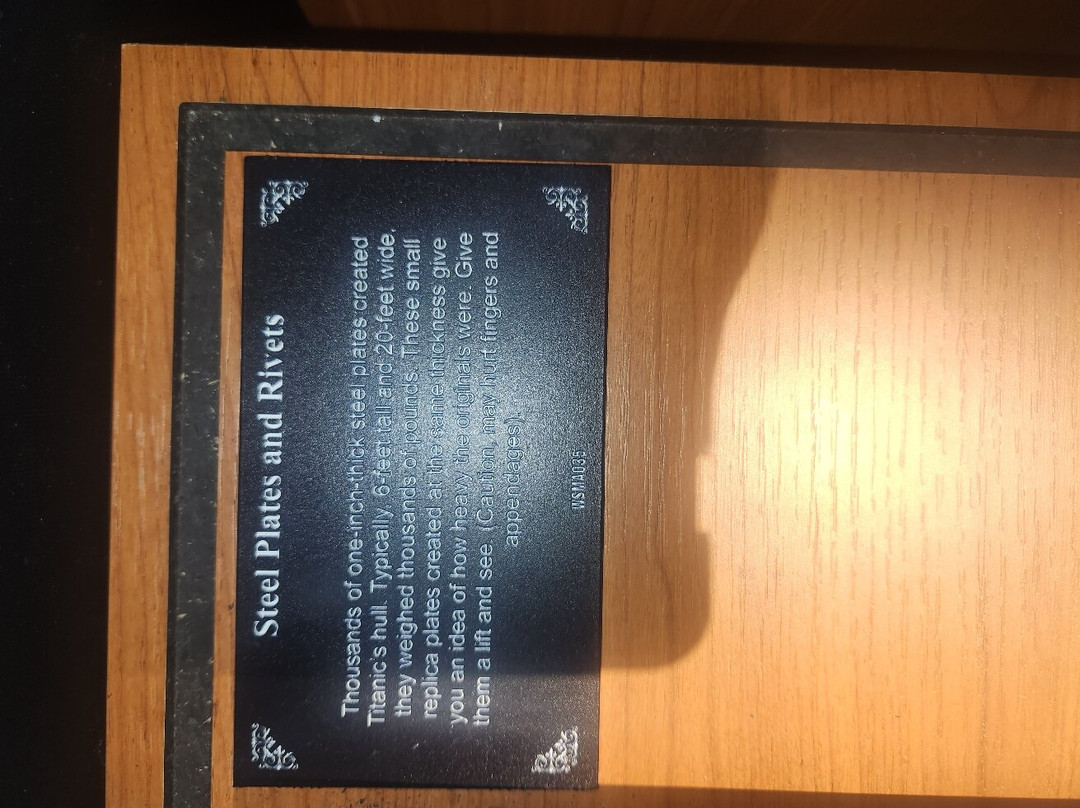 Steel Plates and Rivets
Thousands of one-inch-thick steel plates created
Titanic's hull. Typically 6-feet tall and 20-feet wide,
they weighed thousands of pounds. These small
replica plates created at the same thickness give
you an idea of how heavy the originals were. Give
them a lift and see. (Caution, may hurt fingers and
appendages).
WSMA035